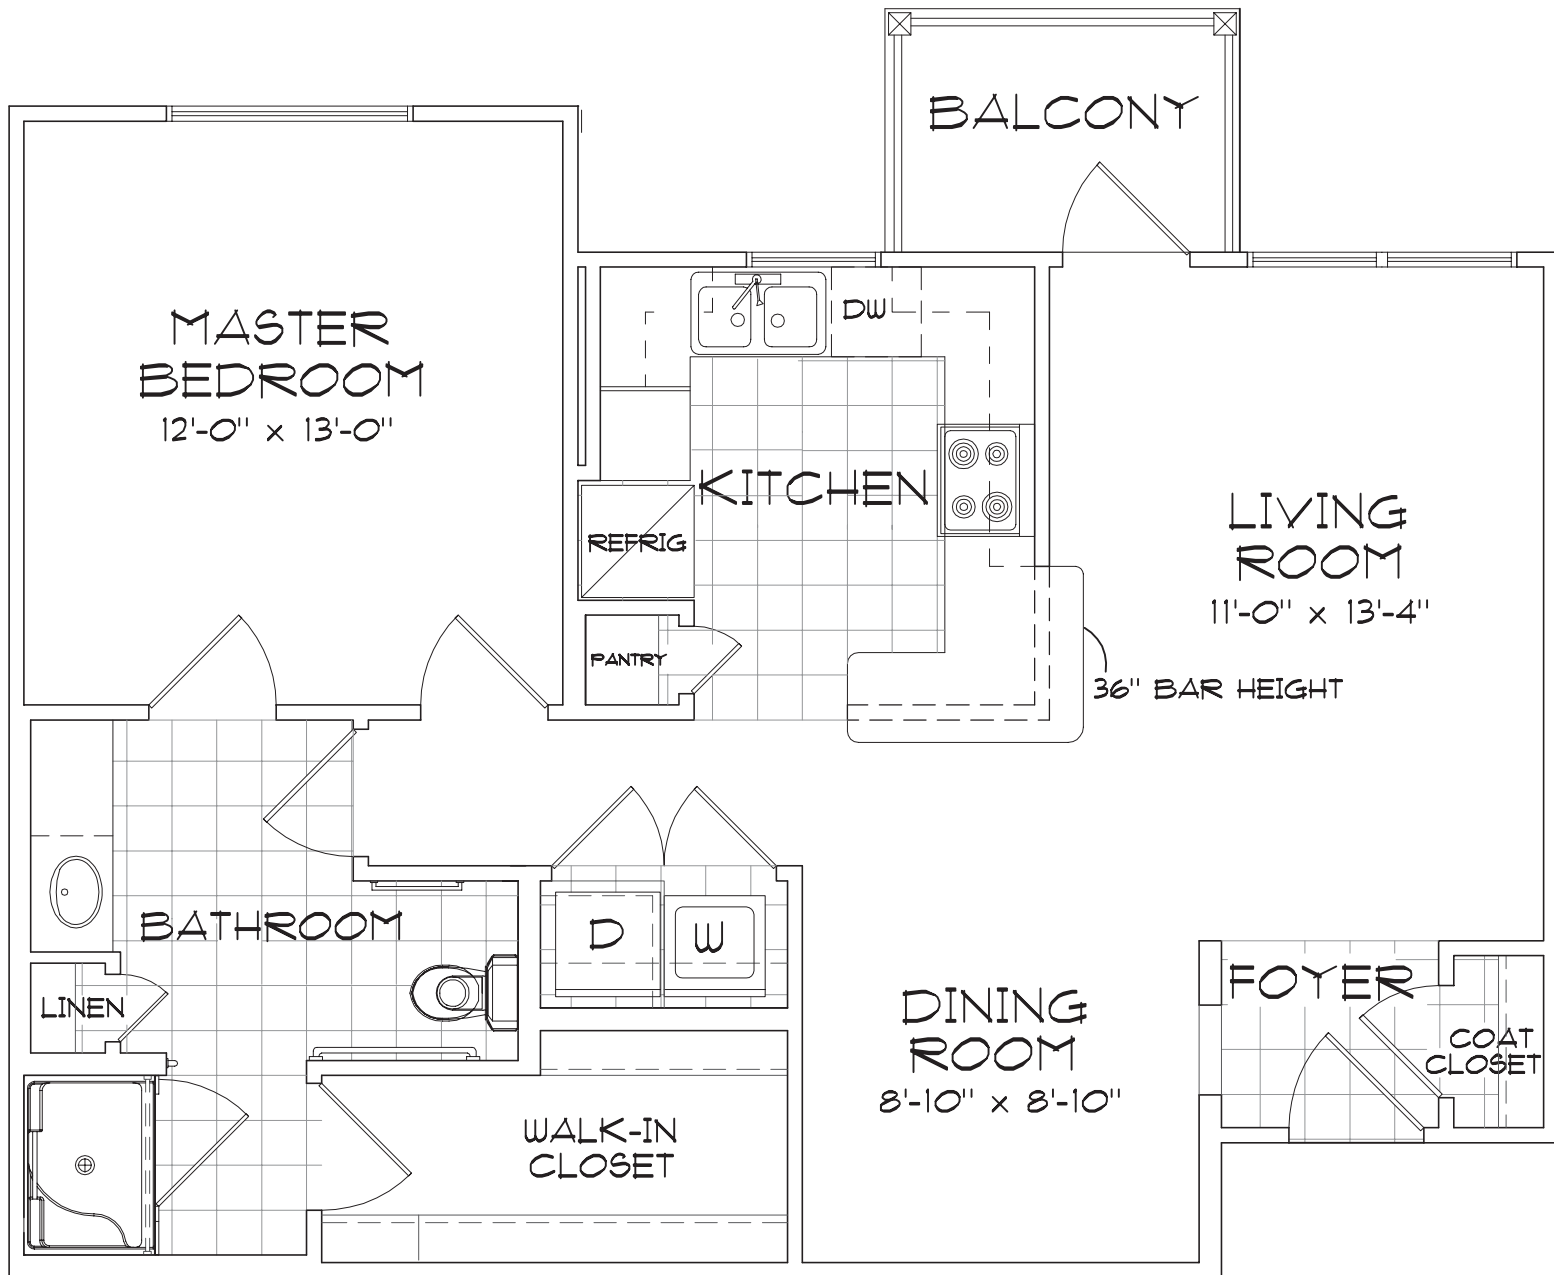 BALCONY
MASTER
BEDROOM
12'-0" x 13'-0"
DW
KITCHEN
REFRIG
PANTRY
LIVING
ROOM
11'-0" x 13'-4"
36" BAR HEIGHT
BATHROOM
D
W
LINEN
DINING
ROOM
8'-10" x 8'-10"
FOYER
COAT
CLOSET
WALK-IN
CLOSET